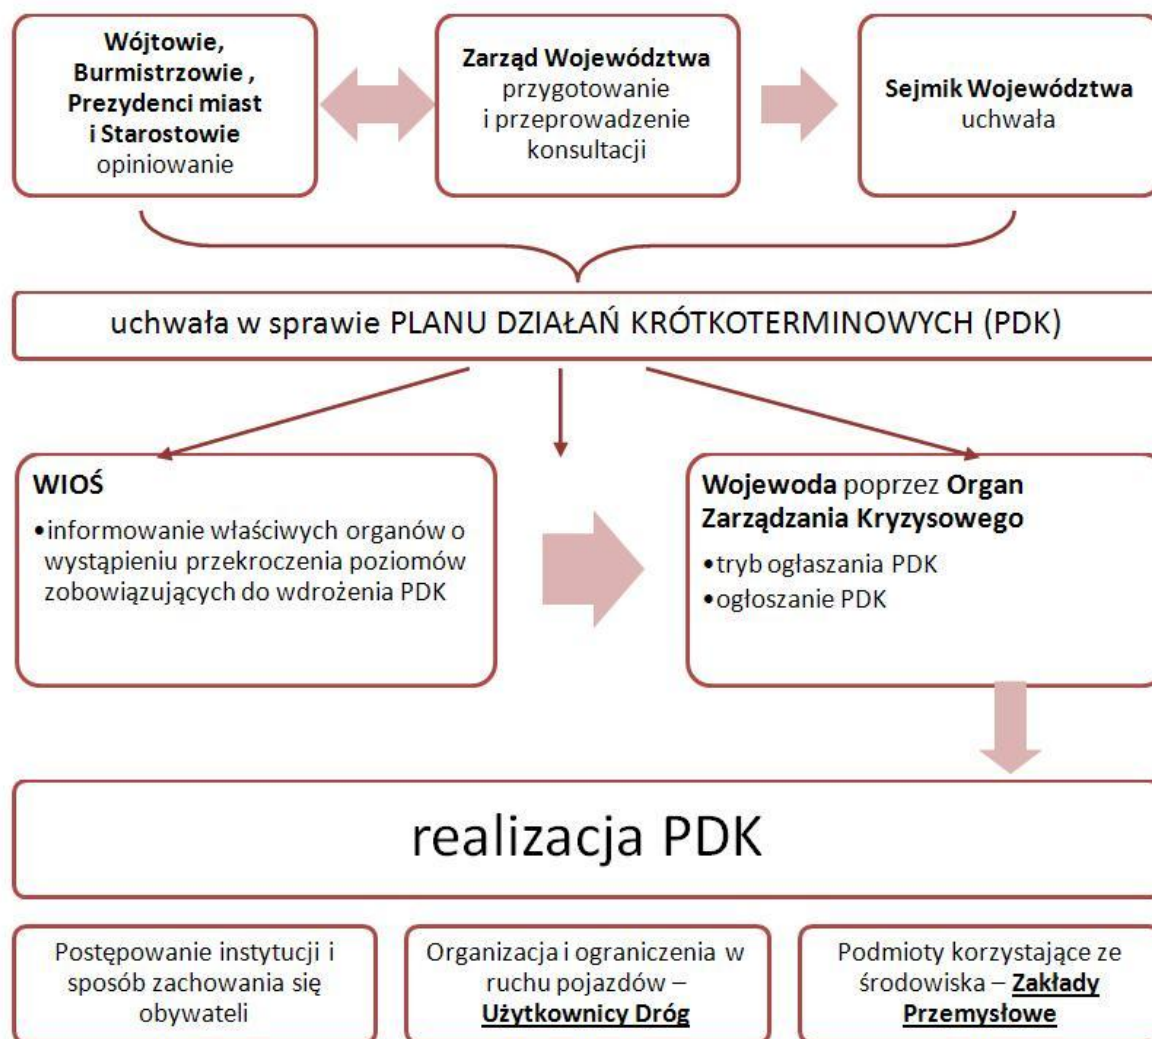 Wójtowie,
Burmistrzowie ,
Prezydenci miast
i Starostowie
opiniowanie
Zarząd Województwa
przygotowanie
i przeprowadzenie
konsultacji
Sejmik Województwa
uchwała
uchwała w sprawie PLANU DZIAŁAŃ KRÓTKOTERMINOWYCH (PDK)
WIOŚ
•informowanie właściwych organów o
wystąpieniu przekroczenia poziomów
zobowiązujących do wdrożenia PDK
Wojewoda poprzez Organ
Zarządzania Kryzysowego
•tryb ogłaszania PDK
•ogłoszanie PDK
realizacja PDK
Postępowanie instytucji i
sposób zachowania się
obywateli
Organizacja i ograniczenia w
ruchu pojazdów –
Użytkownicy Dróg
Podmioty korzystające ze
środowiska – Zakłady
Przemysłowe